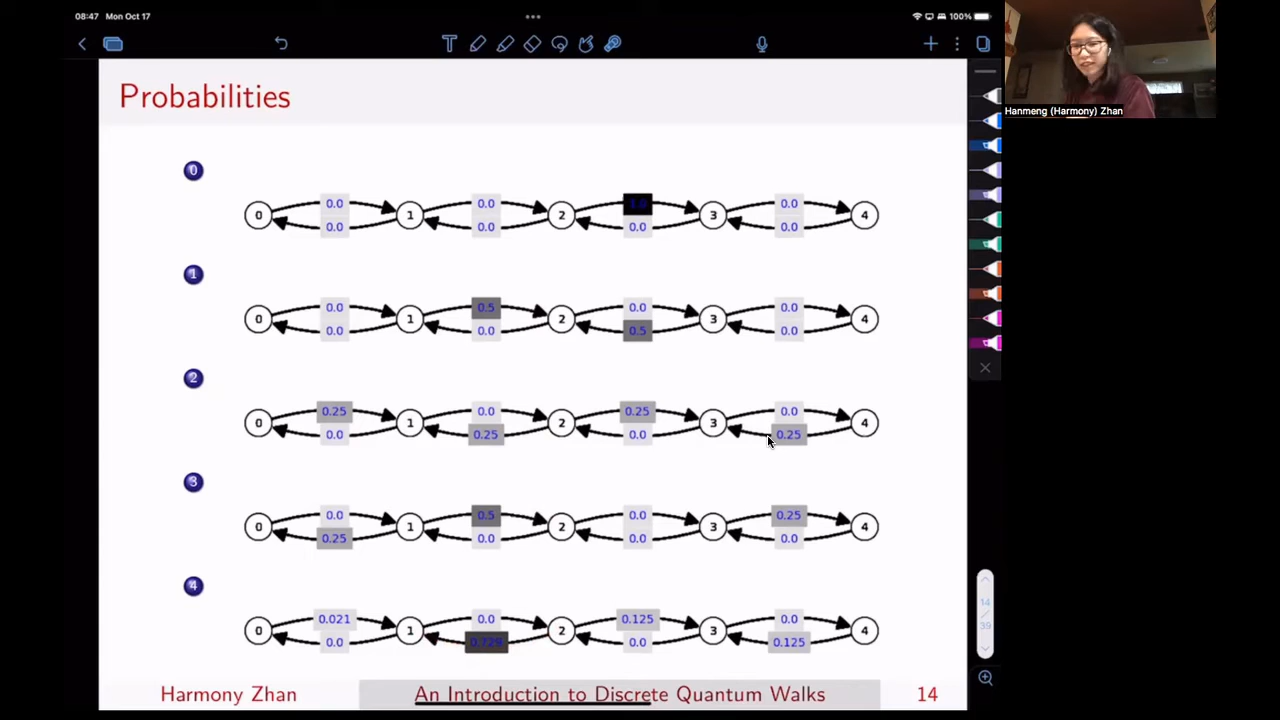 08:47 Mon Oct 17
100%
Hanmeng (Harmony) Zhan
Probabilities
0
0.0 0.0 1.0 0.0
0 1 2 3 4
0.0 0.0 0.0 0.0
1
0.0 0.5 0.0 0.0
0 1 2 3 4
0.0 0.0 0.5 0.0
2
0.25 0.0 0.25 0.0
0 1 2 3 4
0.0 0.25 0.0 0.25
3
0.0 0.5 0.0 0.25
0 1 2 3 4
0.25 0.0 0.0 0.0
4
0.021 0.0 0.125 0.0
0 1 2 3 4
0.0 0.729 0.0 0.125
14
/
39
Harmony Zhan An Introduction to Discrete Quantum Walks 14